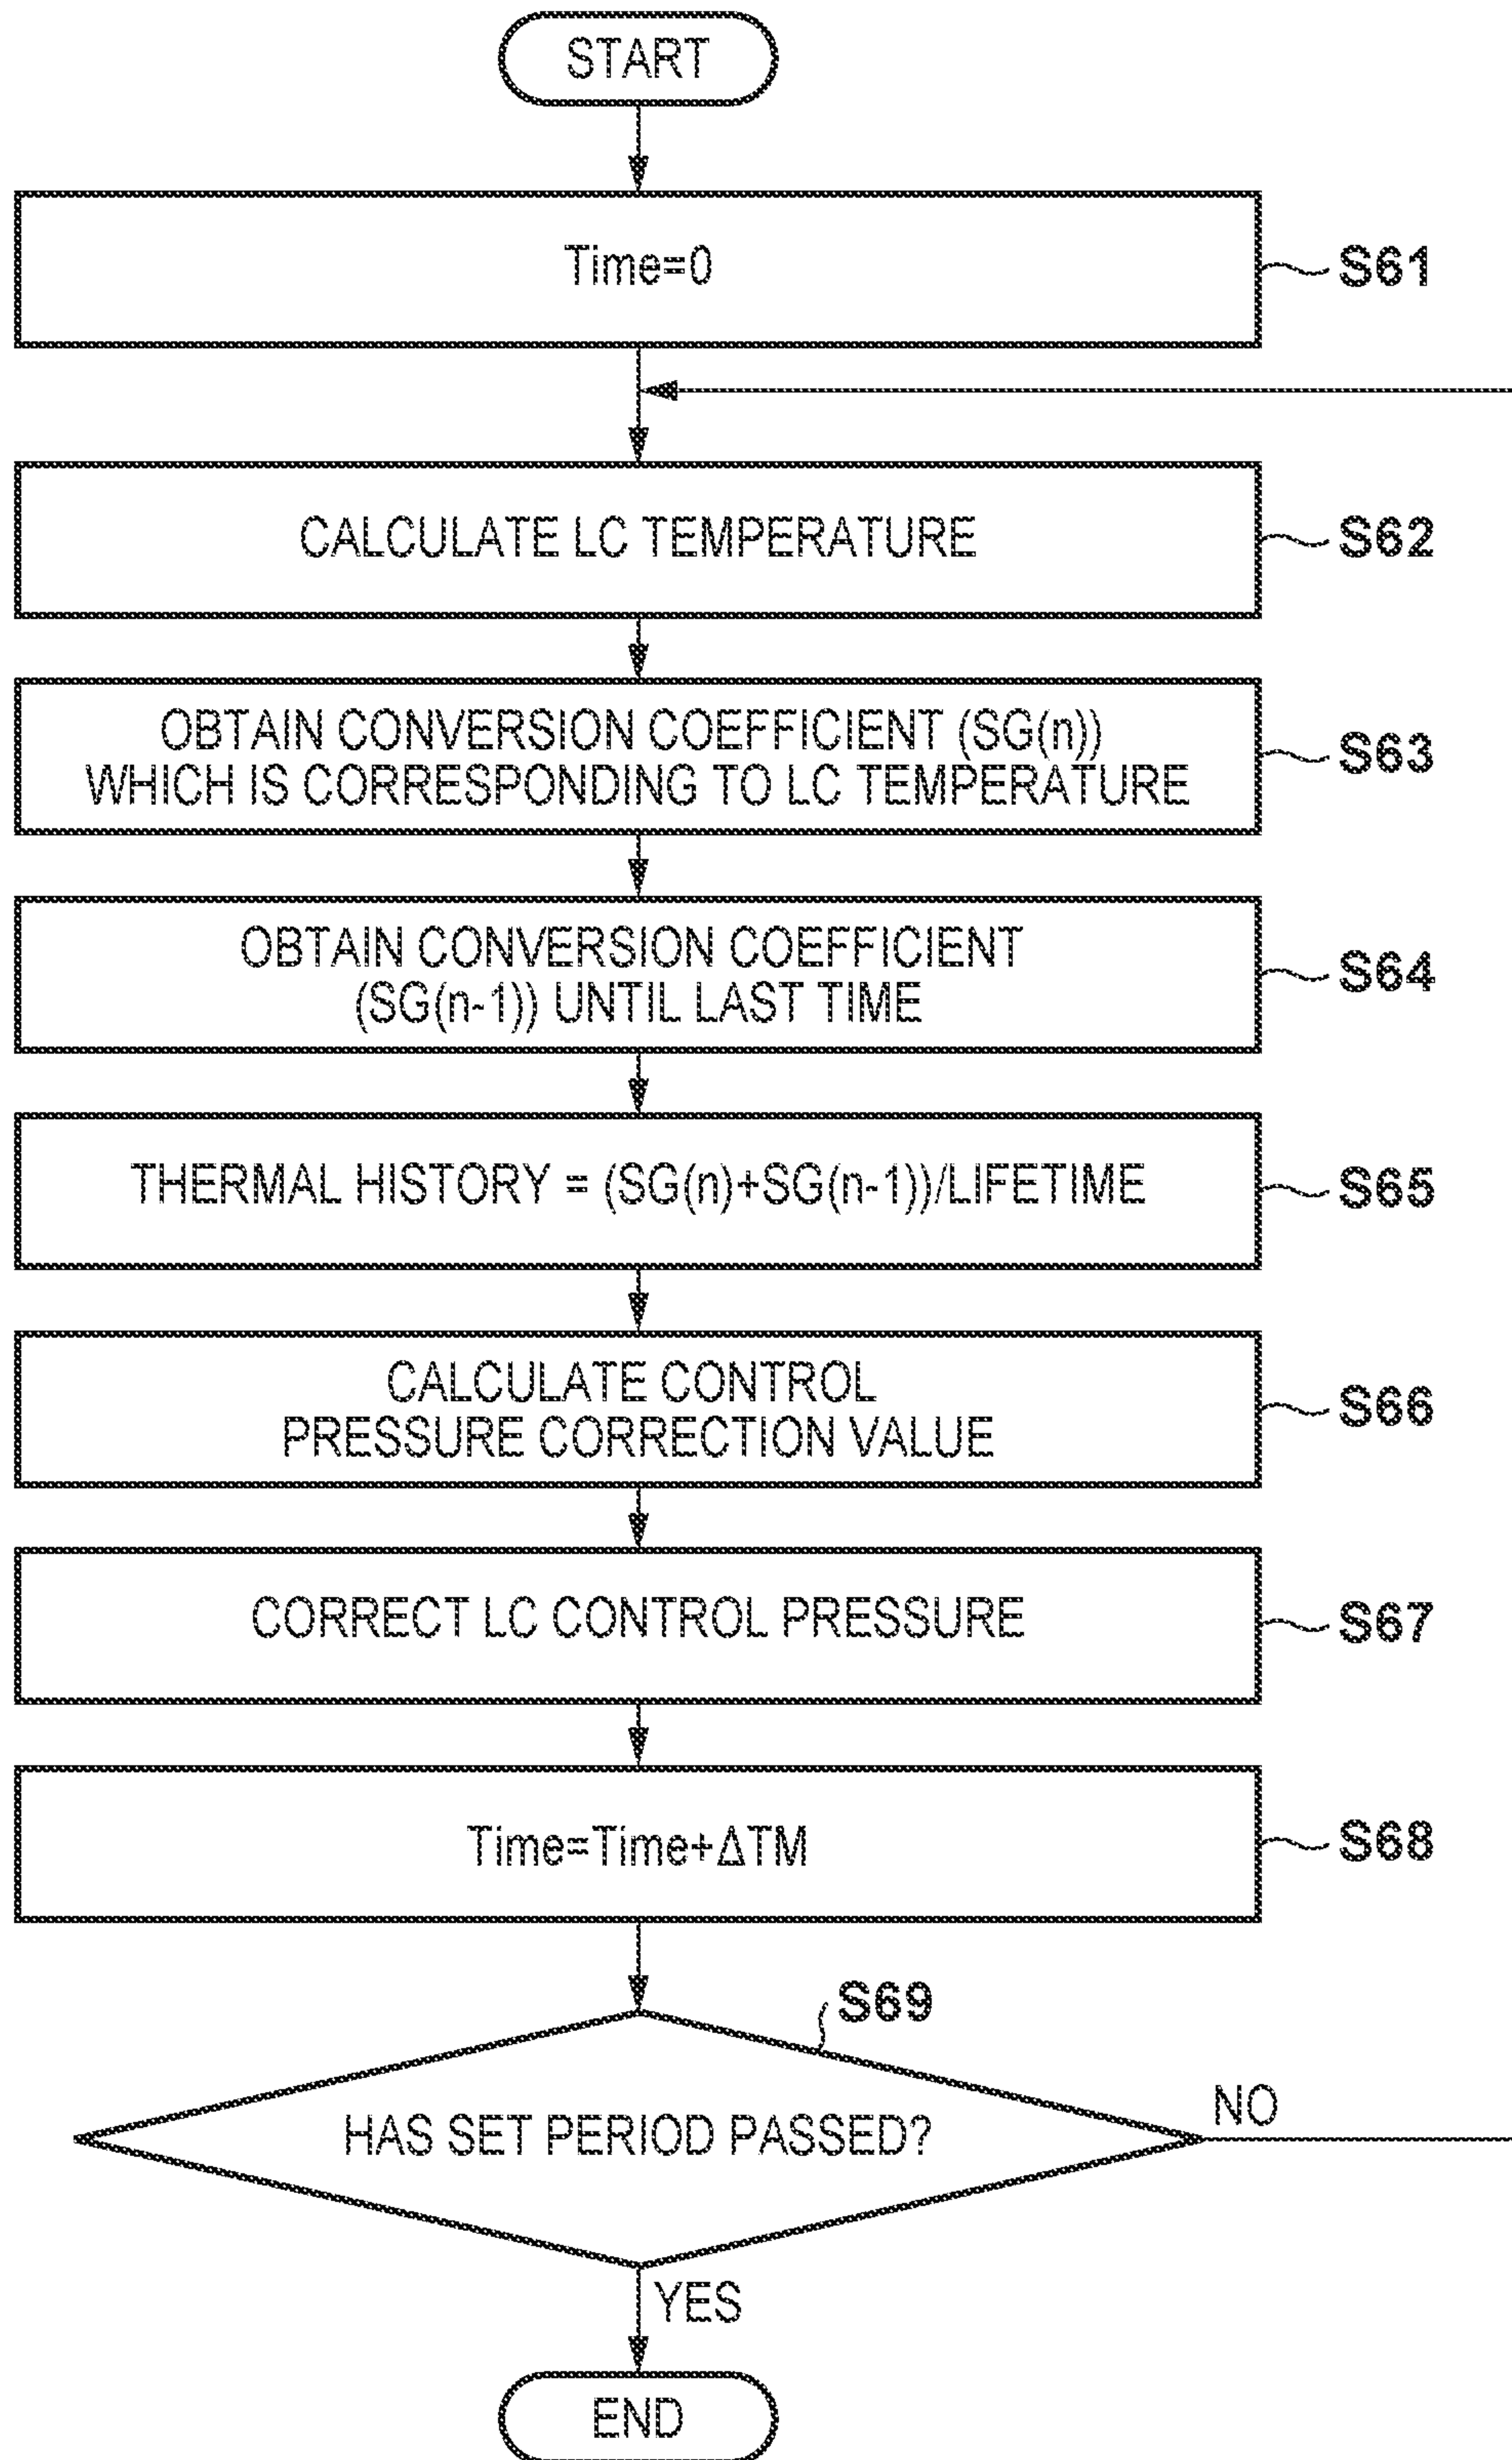 START
Time=0
S61
CALCULATE LC TEMPERATURE
S62
OBTAIN CONVERSION COEFFICIENT (SG(n))
WHICH IS CORRESPONDING TO LC TEMPERATURE
S63
OBTAIN CONVERSION COEFFICIENT
(SG(n-1)) UNTIL LAST TIME
S64
THERMAL HISTORY = (SG(n)+SG(n-1))/LIFETIME
S65
CALCULATE CONTROL
PRESSURE CORRECTION VALUE
S66
CORRECT LC CONTROL PRESSURE
S67
Time=Time+ΔTM
S68
S69
HAS SET PERIOD PASSED?
NO
YES
END